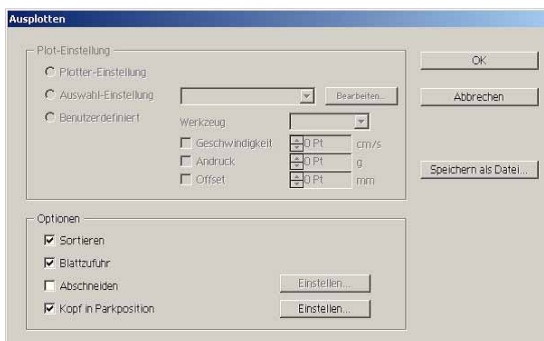 Ausplotten
Plot-Einstellung
Plotter-Einstellung
OK
Auswahl-Einstellung
Bearbeiten...
Abbrechen
Benutzerdefiniert
Werkzeug
Geschwindigkeit
0 Pt
cm/s
Andruck
0 Pt
g
Offset
0 Pt
mm
Speichern als Datei...
Optionen
Sortieren
Blattzufuhr
Abschneiden
Einstellen...
Kopf in Parkposition
Einstellen...